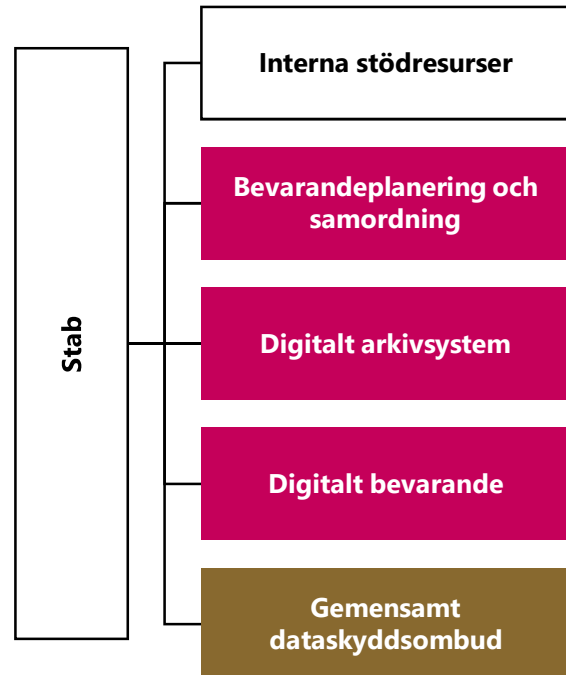 Stab
Interna stödresurser
Bevarandeplanering och
samordning
Digitalt arkivsystem
Digitalt bevarande
Gemensamt
dataskyddsombud